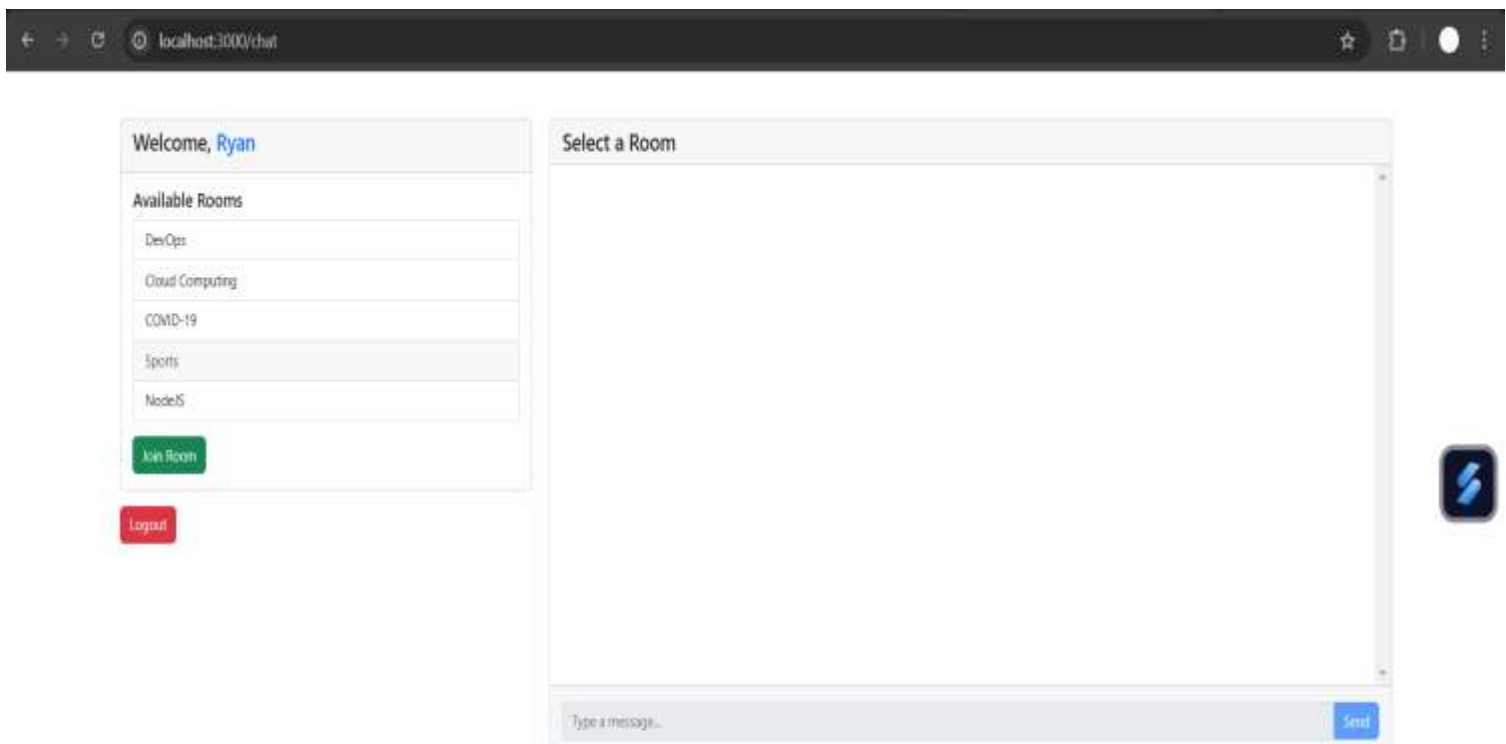 localhost:3000/chat
Welcome, Ryan
Available Rooms
DevOps
Cloud Computing
COVID-19
Sports
NodeJS
Join Room
Logout
Select a Room
Type a message...
Send